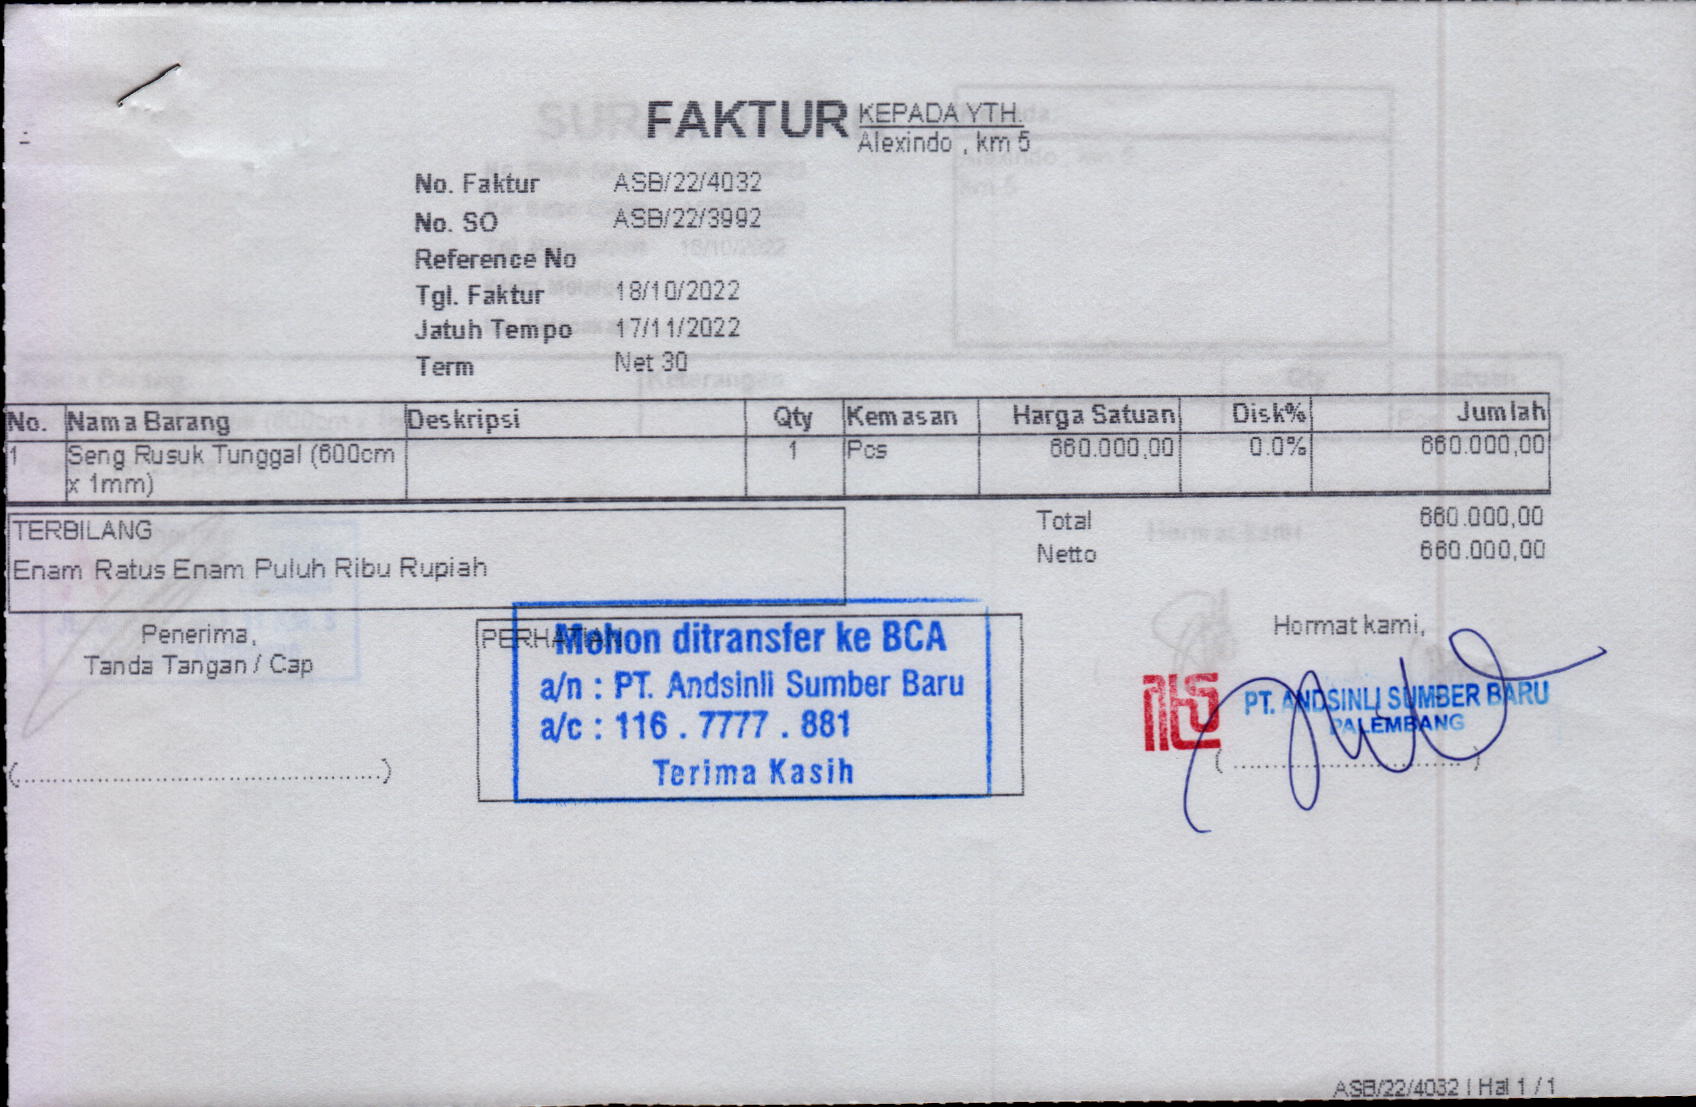 FAKTUR
KEPADA YTH.
Alexindo , km 5
No. Faktur ASB/22/4032
No. SO ASB/22/3992
Reference No
Tgl. Faktur 18/10/2022
Jatuh Tempo 17/11/2022
Term Net 30
No. Nama Barang Deskripsi Qty Kemasan Harga Satuan Disk% Jumlah
1 Seng Rusuk Tunggal (600cm 1 Pcs 660.000,00 0.0% 660.000,00
x 1mm)
TERBILANG
Enam Ratus Enam Puluh Ribu Rupiah
Total 660.000,00
Netto 660.000,00
Penerima,
Tanda Tangan / Cap
(................................................)
PERHATIAN
Mohon ditransfer ke BCA
a/n : PT. Andsinli Sumber Baru
a/c : 116 . 7777 . 881
Terima Kasih
Hormat kami,
PT. ANDSINLI SUMBER BARU
PALEMBANG
(................................)
ASB/22/4032 | Hal 1 / 1